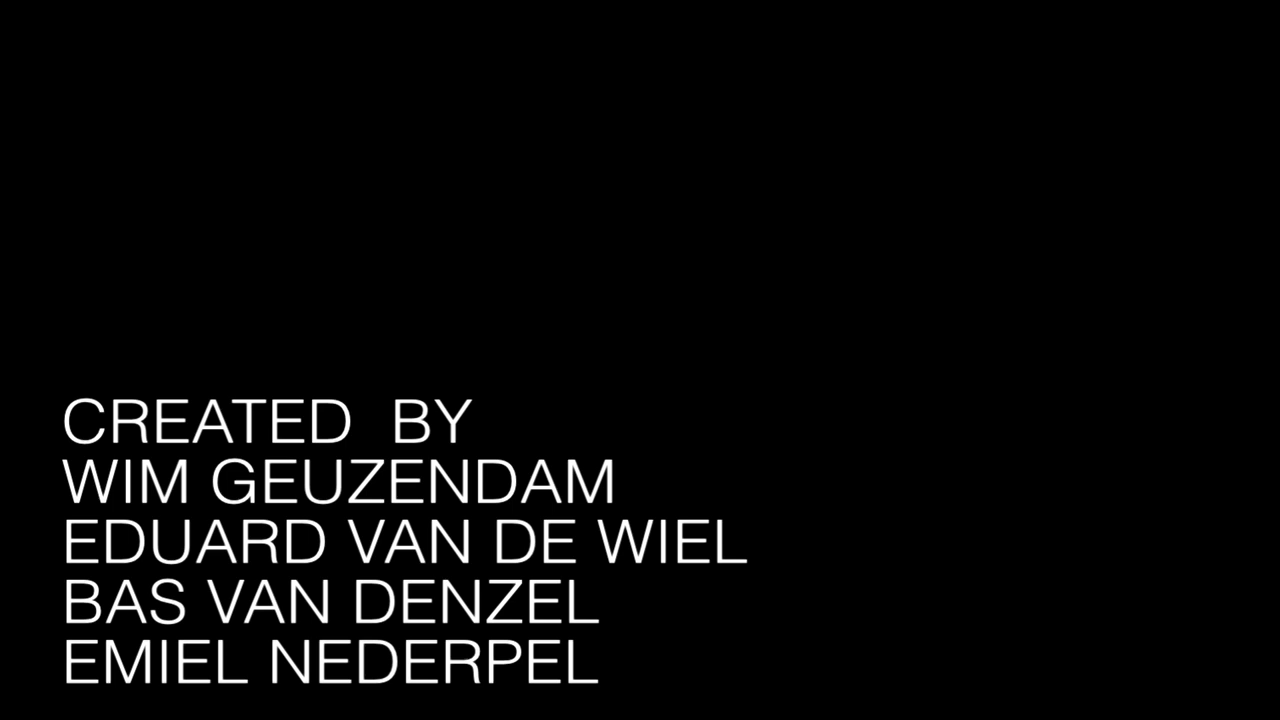 CREATED  BY
WIM GEUZENDAM
EDUARD VAN DE WIEL
BAS VAN DENZEL
EMIEL NEDERPEL